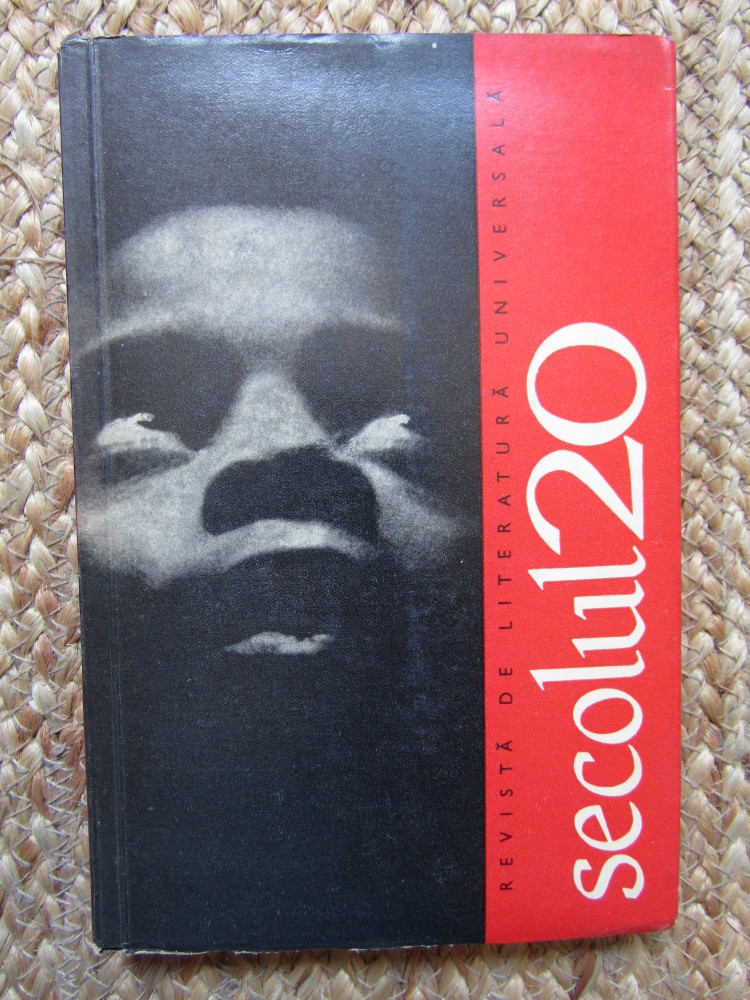 REVISTĂ DE LITERATURĂ UNIVERSALĂ
secolul20